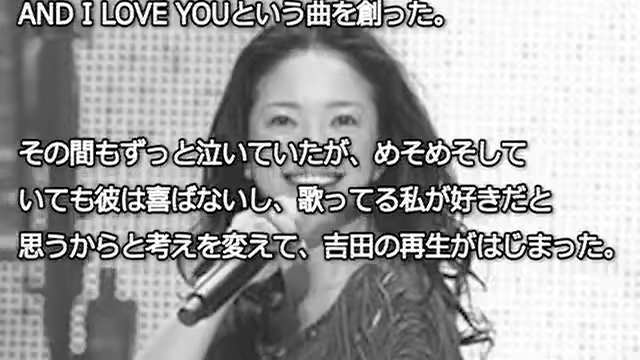 AND I LOVE YOUという曲を創った。
その間もずっと泣いていたが、めそめそして
いても彼は喜ばないし、歌ってる私が好きだと
思うからと考えを変えて、吉田の再生がはじまった。